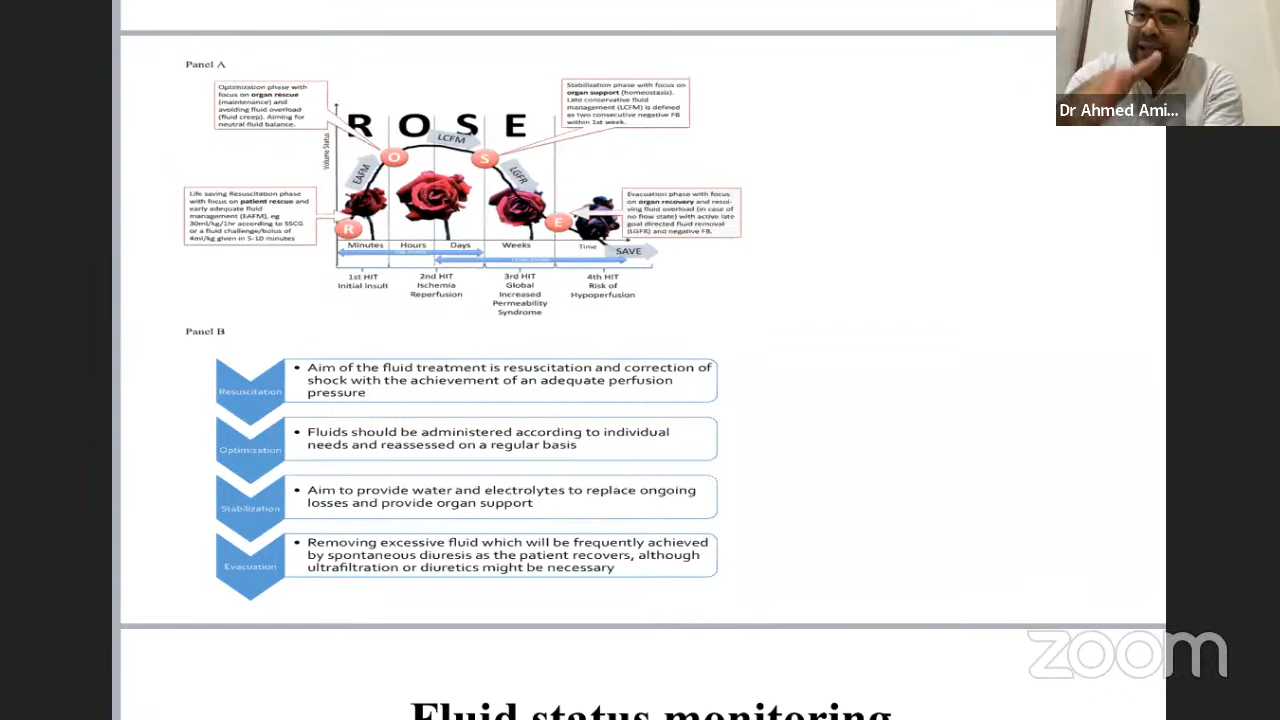 Panel A
Dr Ahmed Ami...
Optimization phase with
focus on organ rescue
(maintenance) and
avoiding fluid overload
(fluid creep). Aiming for
neutral fluid balance.
Stabilization phase with focus on
organ support (homeostasis).
Late conservative fluid
management (LCFM) is defined
as two consecutive negative FB
within 1st week.
ROSE
Volume Status
LCFM
O
S
EAFM
LGFR
Life saving Resuscitation phase
with focus on patient rescue and
early adequate fluid
management (EAFM), eg
30ml/kg/1hr according to SSCG
or a fluid challenge/bolus of
4ml/kg given in 5-10 minutes
Evacuation phase with focus
on organ recovery and resol-
ving fluid overload (in case of
no flow state) with active late
goal directed fluid removal
(LGFR) and negative FB.
R
E
Minutes
Hours
Days
Weeks
Time
SAVE
1st HIT
Initial Insult
2nd HIT
Ischemia
Reperfusion
3rd HIT
Global
Increased
Permeability
Syndrome
4th HIT
Risk of
Hypoperfusion
Panel B
Resuscitation
• Aim of the fluid treatment is resuscitation and correction of
shock with the achievement of an adequate perfusion
pressure
Optimization
• Fluids should be administered according to individual
needs and reassessed on a regular basis
Stabilization
• Aim to provide water and electrolytes to replace ongoing
losses and provide organ support
Evacuation
• Removing excessive fluid which will be frequently achieved
by spontaneous diuresis as the patient recovers, although
ultrafiltration or diuretics might be necessary
zoom
Fluid status monitoring